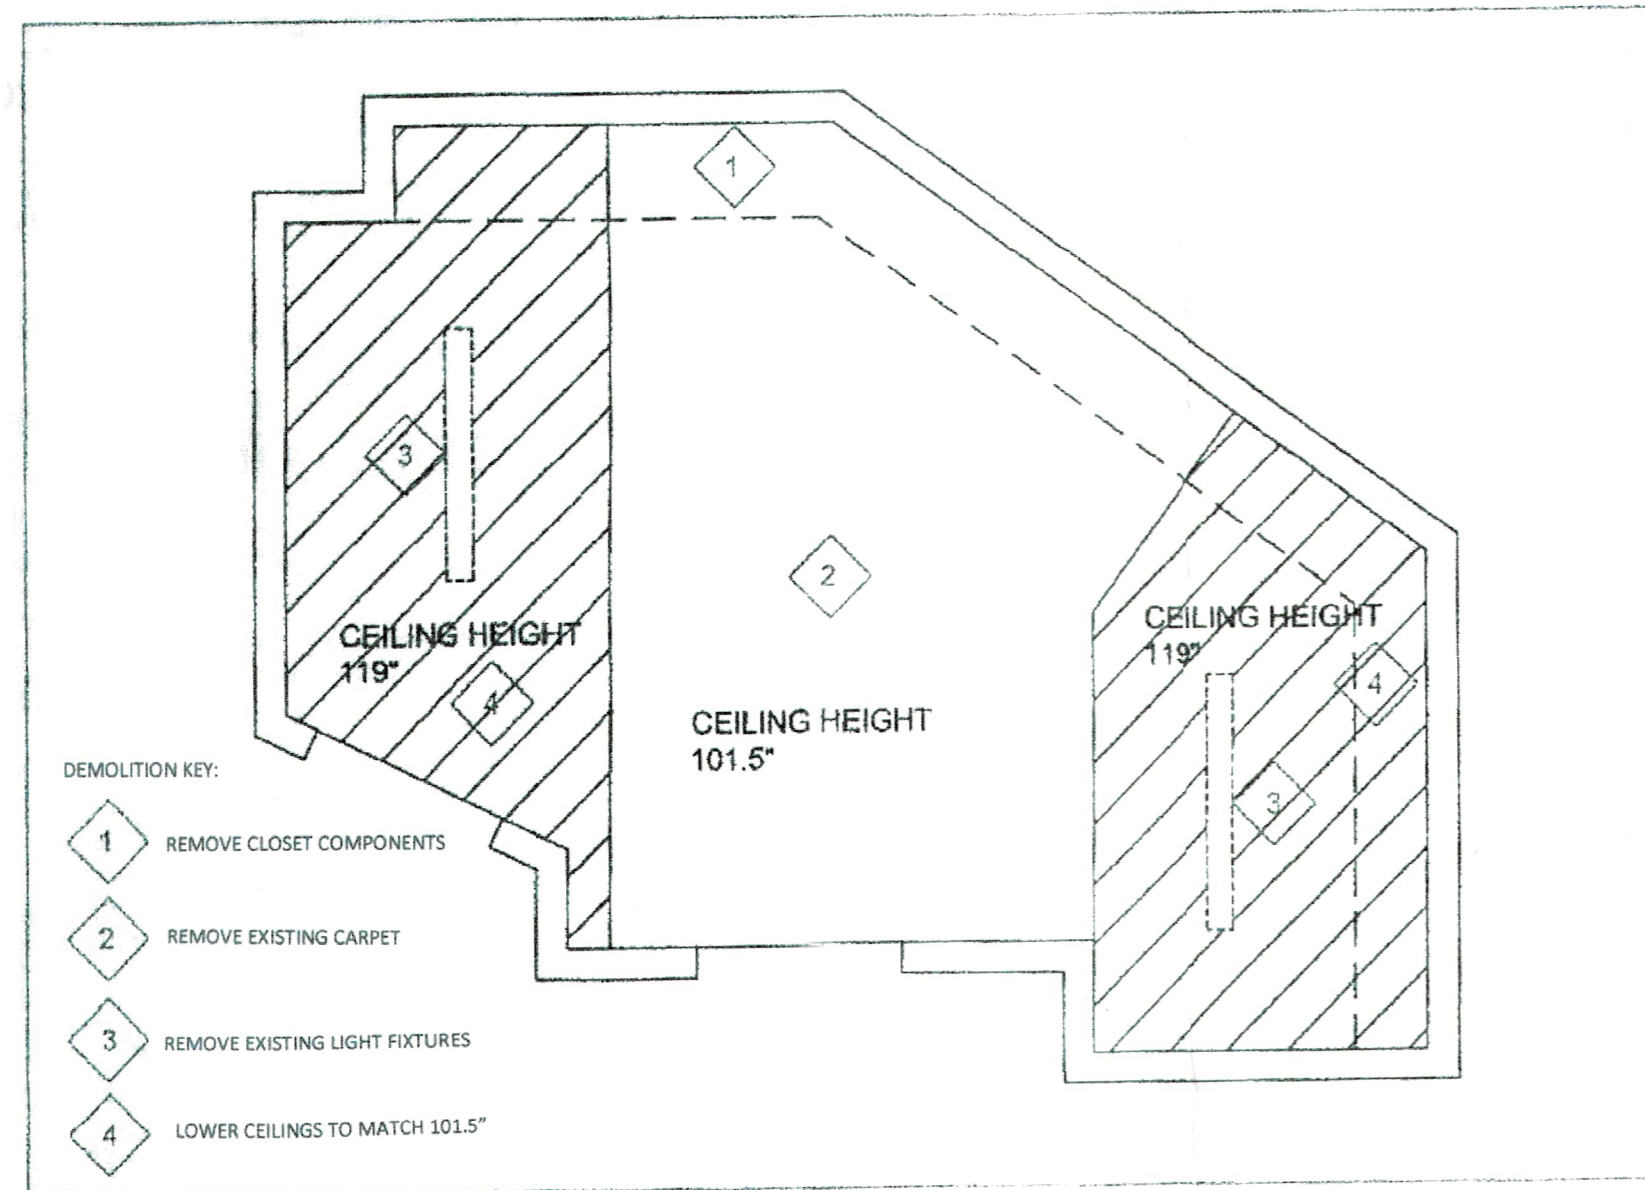 1
3
2
CEILING HEIGHT
119"
CEILING HEIGHT
119"
4
4
CEILING HEIGHT
101.5"
3
DEMOLITION KEY:
1 REMOVE CLOSET COMPONENTS
2 REMOVE EXISTING CARPET
3 REMOVE EXISTING LIGHT FIXTURES
4 LOWER CEILINGS TO MATCH 101.5"